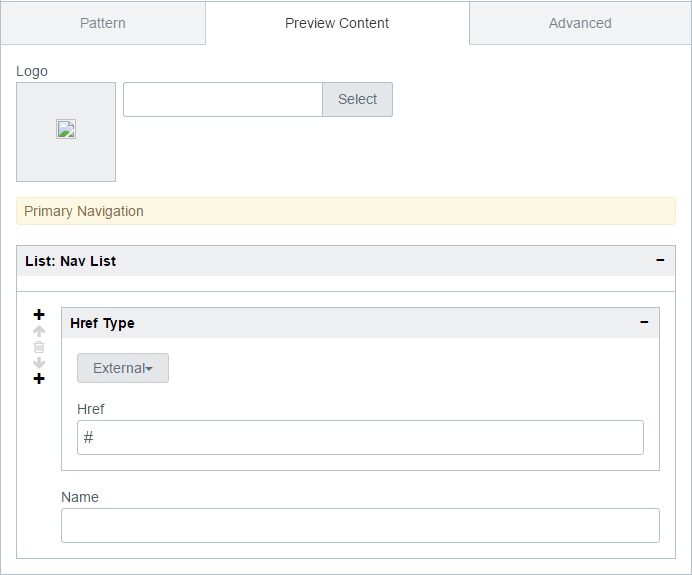 Pattern
Preview Content
Advanced
Logo
Select
Primary Navigation
List: Nav List
Href Type
External
Href
#
Name